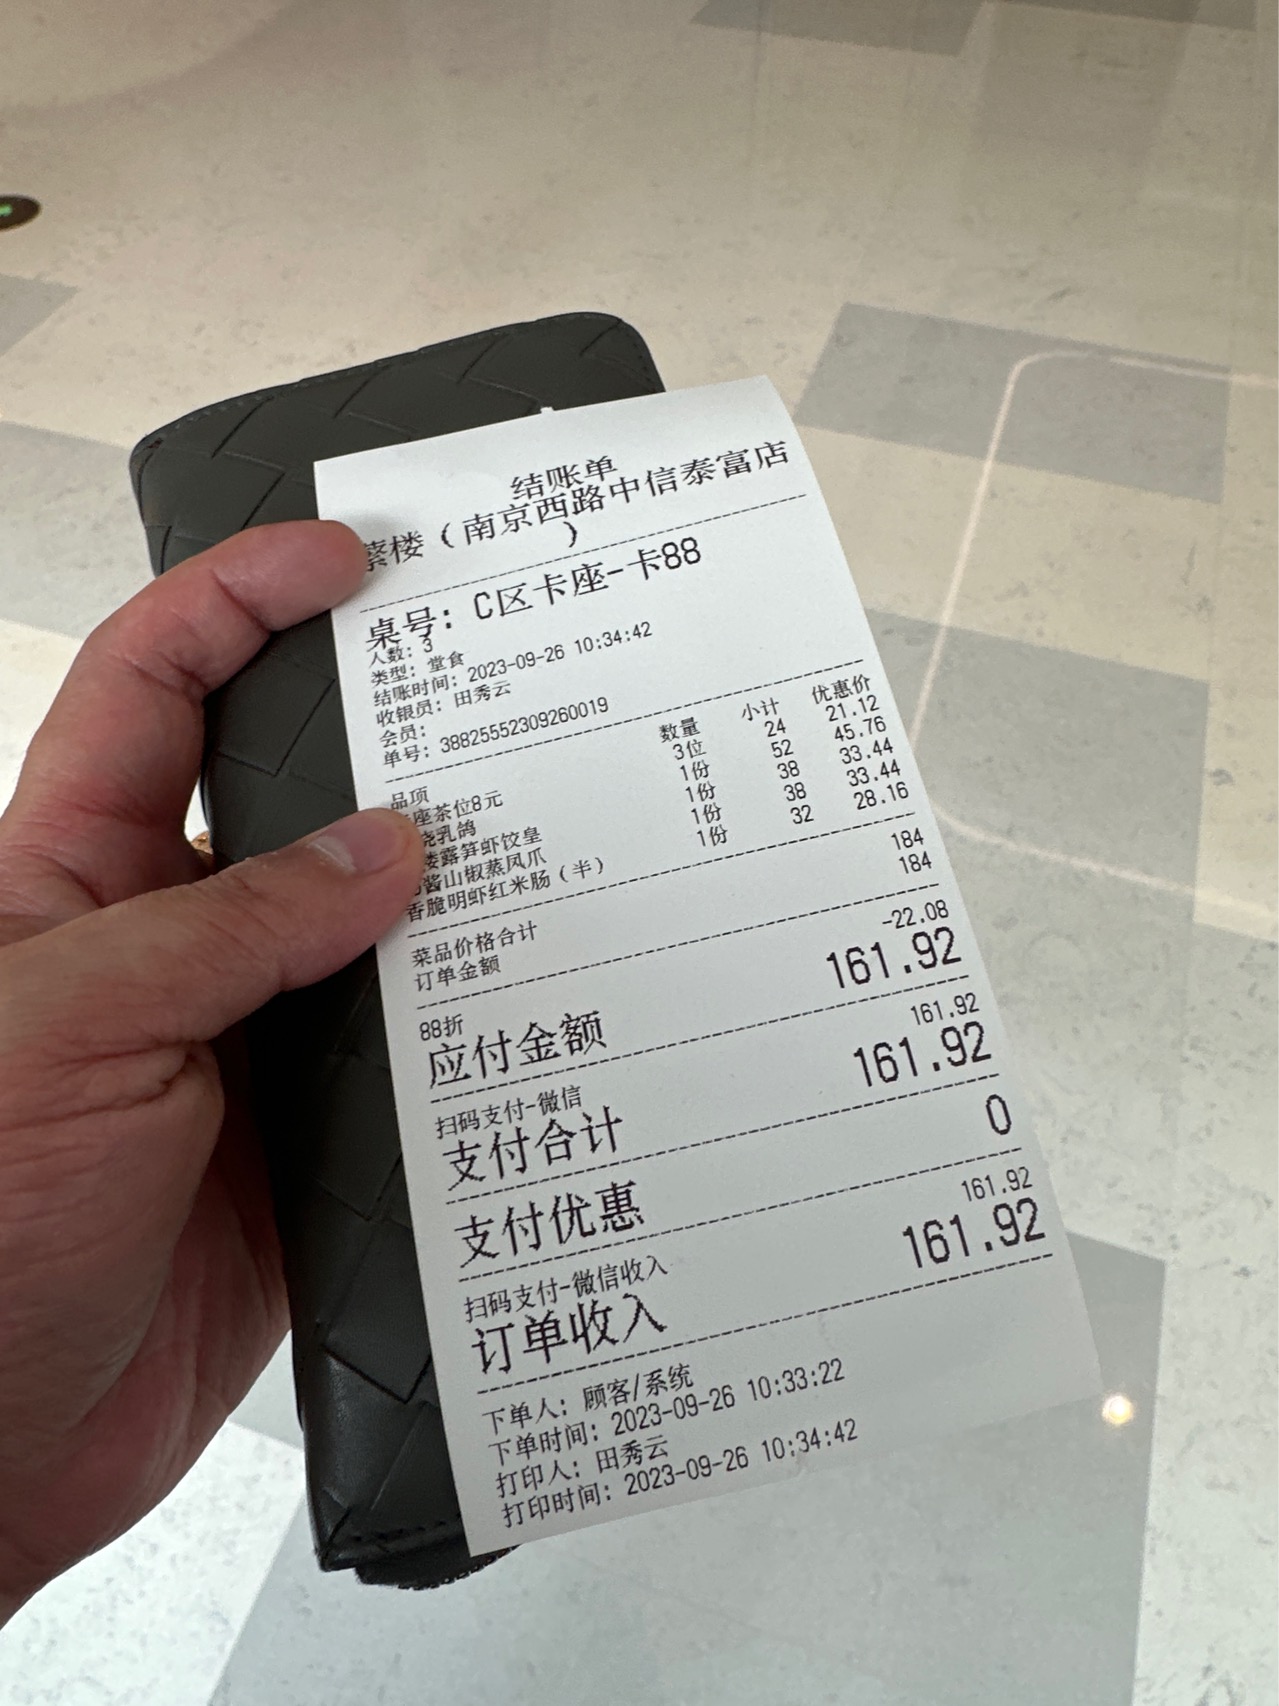 结账单
楼（南京西路中信泰富店
）
桌号：C区卡座-卡88
人数：3
类型：堂食
结账时间：2023-09-26 10:34:42
收银员：田秀云
会员：
单号：38825552309260019
品项 数量 小计 优惠价
座茶位8元 3位 24 21.12
烧乳鸽 1份 52 45.76
楼露笋虾饺皇 1份 38 33.44
酱山椒蒸凤爪 1份 38 33.44
香脆明虾红米肠（半） 1份 32 28.16
菜品价格合计 184
订单金额 184
88折 -22.08
应付金额 161.92
扫码支付-微信 161.92
支付合计 161.92
支付优惠 0
扫码支付-微信收入 161.92
订单收入 161.92
下单人：顾客/系统
下单时间：2023-09-26 10:33:22
打印人：田秀云
打印时间：2023-09-26 10:34:42